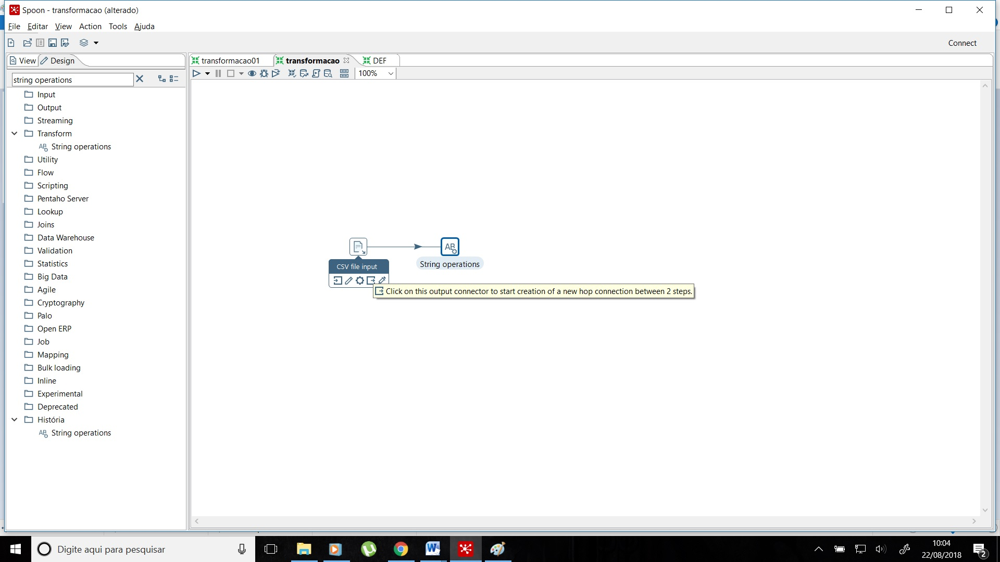 Spoon - transformacao (alterado)
File Editar View Action Tools Ajuda
Connect
View Design
transformacao01 transformacao DEF
100%
string operations
Input
Output
Streaming
Transform
AB String operations
Utility
Flow
Scripting
Pentaho Server
Lookup
Joins
Data Warehouse
Validation
Statistics
Big Data
Agile
Cryptography
Palo
Open ERP
Job
Mapping
Bulk loading
Inline
Experimental
Deprecated
História
AB String operations
AB
String operations
CSV file input
Click on this output connector to start creation of a new hop connection between 2 steps.
Digite aqui para pesquisar
10:04
22/08/2018
2